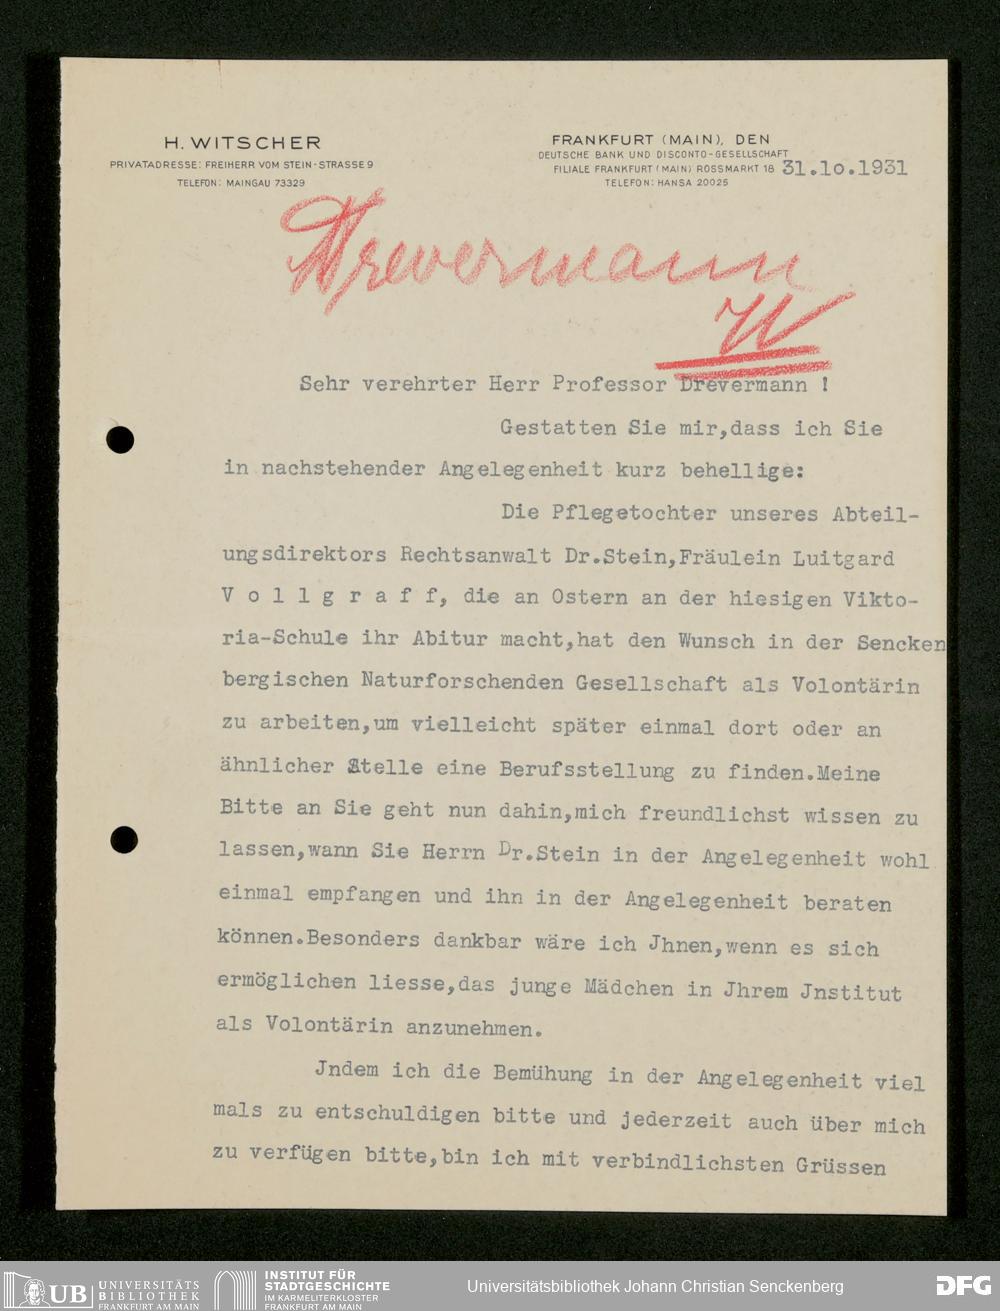 H. WITSCHER
PRIVATADRESSE: FREIHERR VOM STEIN-STRASSE 9
TELEFON: MAINGAU 73329
FRANKFURT (MAIN), DEN
DEUTSCHE BANK UND DISCONTO-GESELLSCHAFT
FILIALE FRANKFURT (MAIN) ROSSMARKT 18 31.10.1931
TELEFON: HANSA 20025
Drevermann
W
Sehr verehrter Herr Professor Drevermann !
Gestatten Sie mir,dass ich Sie
in nachstehender Angelegenheit kurz behellige:
Die Pflegetochter unseres Abteil-
ungsdirektors Rechtsanwalt Dr.Stein,Fräulein Luitgard
V o l l g r a f f, die an Ostern an der hiesigen Vikto-
ria-Schule ihr Abitur macht,hat den Wunsch in der Sencken
bergischen Naturforschenden Gesellschaft als Volontärin
zu arbeiten,um vielleicht später einmal dort oder an
ähnlicher Stelle eine Berufsstellung zu finden.Meine
Bitte an Sie geht nun dahin,mich freundlichst wissen zu
lassen,wann Sie Herrn Dr.Stein in der Angelegenheit wohl
einmal empfangen und ihn in der Angelegenheit beraten
können.Besonders dankbar wäre ich Jhnen,wenn es sich
ermöglichen liesse,das junge Mädchen in Jhrem Jnstitut
als Volontärin anzunehmen.
Jndem ich die Bemühung in der Angelegenheit viel
mals zu entschuldigen bitte und jederzeit auch über mich
zu verfügen bitte,bin ich mit verbindlichsten Grüssen
UB UNIVERSITÄTS
BIBLIOTHEK
FRANKFURT AM MAIN
INSTITUT FÜR
STADTGESCHICHTE
IM KARMELITERKLOSTER
FRANKFURT AM MAIN
Universitätsbibliothek Johann Christian Senckenberg
DFG